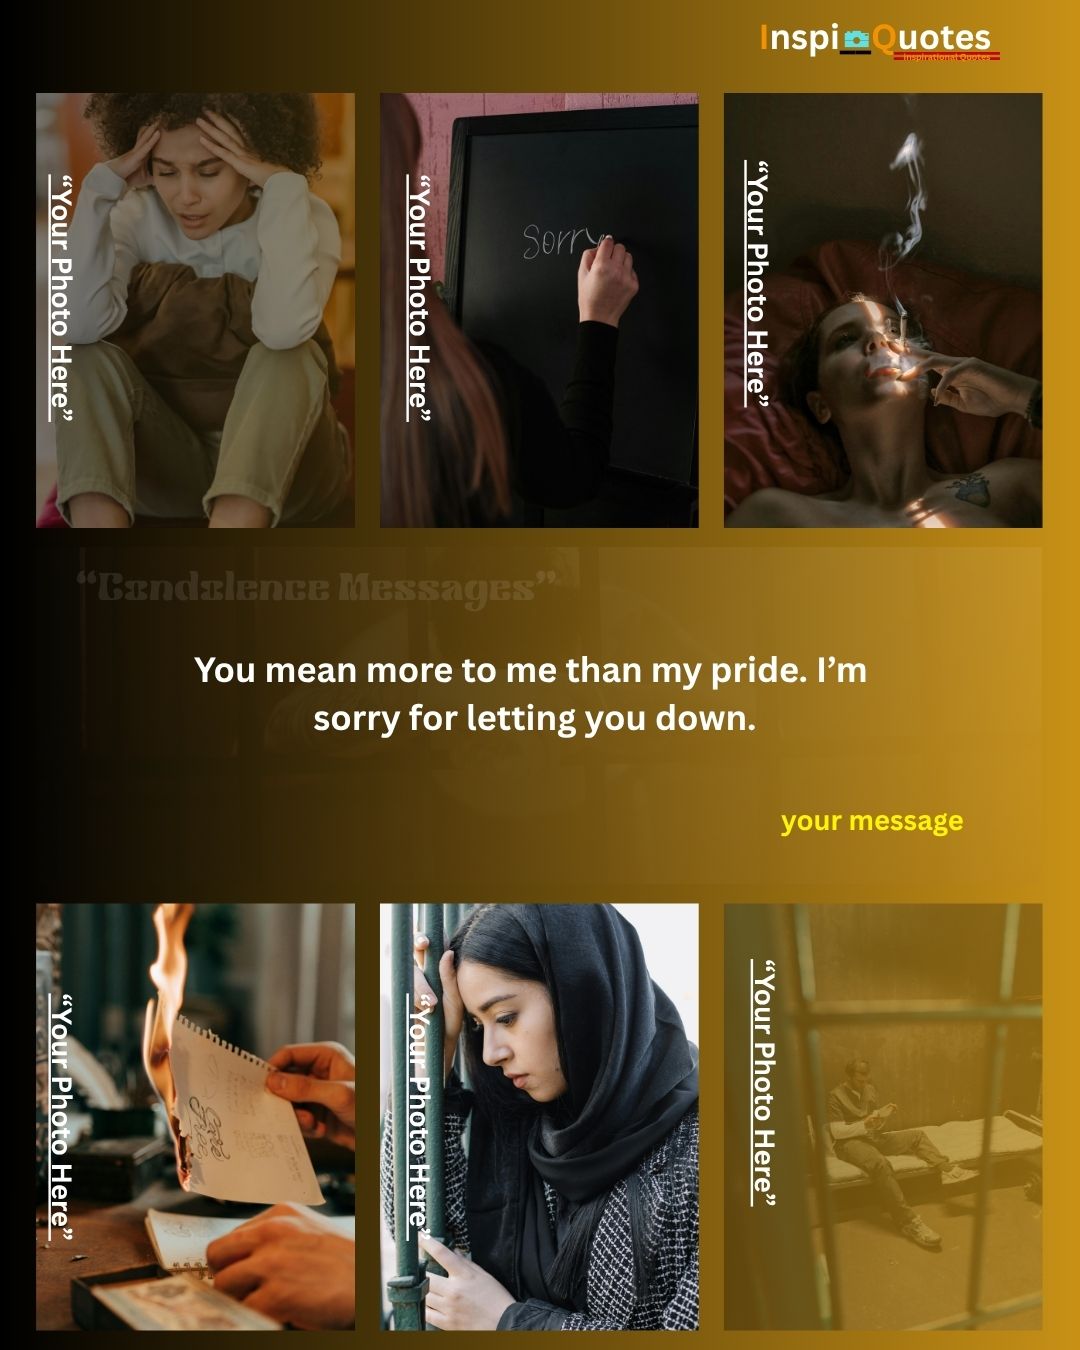 Inspi Quotes
Inspirational Quotes
“Your Photo Here”
“Your Photo Here”
Sorry
“Your Photo Here”
“Condolence Messages”
You mean more to me than my pride. I’m
sorry for letting you down.
your message
“Your Photo Here”
“Your Photo Here”
“Your Photo Here”